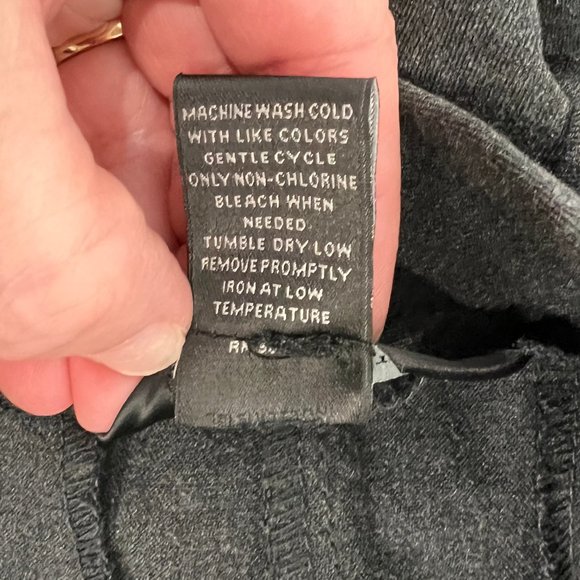 MACHINE WASH COLD
WITH LIKE COLORS
GENTLE CYCLE
ONLY NON-CHLORINE
BLEACH WHEN
NEEDED
TUMBLE DRY LOW
REMOVE PROMPTLY
IRON AT LOW
TEMPERATURE